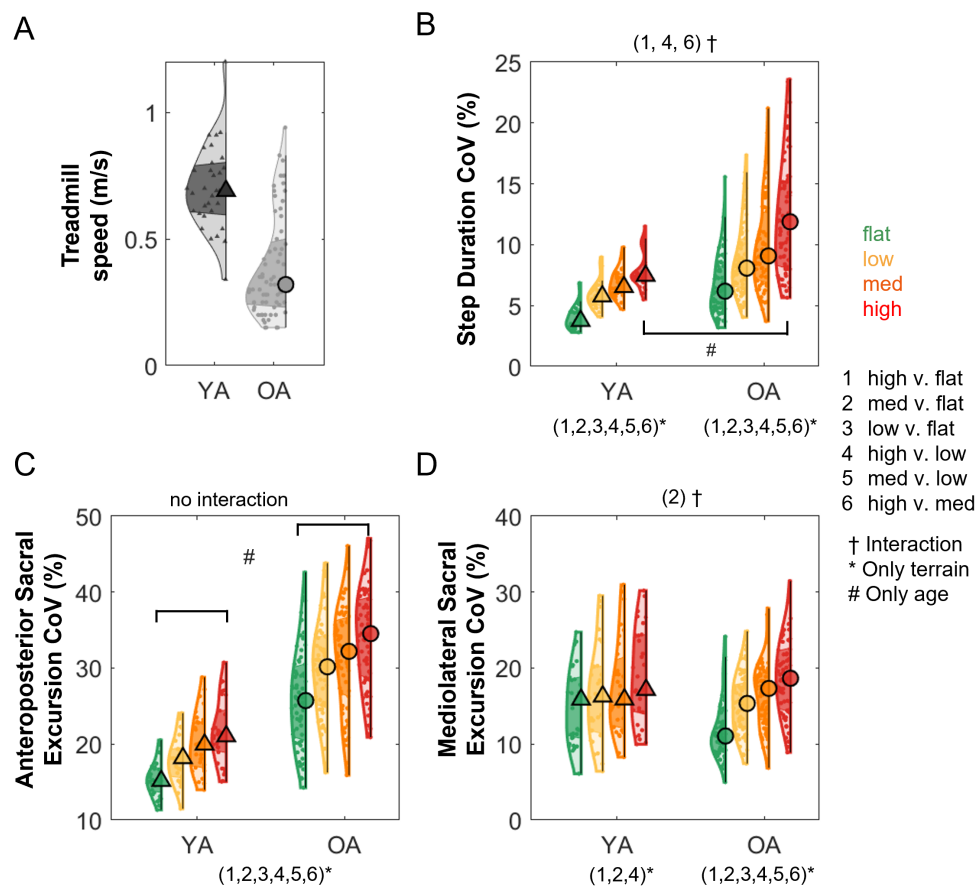 A
Treadmill
speed (m/s)
1
0.5
0
YA
OA
B
(1, 4, 6) †
Step Duration CoV (%)
25
20
15
10
5
0
#
YA
OA
(1,2,3,4,5,6)*
(1,2,3,4,5,6)*
flat
low
med
high
1 high v. flat
2 med v. flat
3 low v. flat
4 high v. low
5 med v. low
6 high v. med
† Interaction
* Only terrain
# Only age
C
no interaction
Anteroposterior Sacral
Excursion CoV (%)
50
40
30
20
10
#
YA
OA
(1,2,3,4,5,6)*
D
(2) †
Mediolateral Sacral
Excursion CoV (%)
40
30
20
10
0
YA
OA
(1,2,4)*
(1,2,3,4,5,6)*